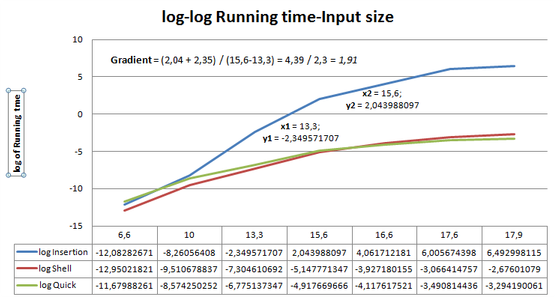 log-log Running time-Input size
Gradient = (2,04 + 2,35) / (15,6-13,3) = 4,39 / 2,3 = 1,91
x2 = 15,6;
y2 = 2,043988097
x1 = 13,3;
y1 = -2,349571707
log of Running tme
10
5
0
-5
-10
-15
6,6 10 13,3 15,6 16,6 17,6 17,9
log Insertion -12,08282671 -8,26056408 -2,349571707 2,043988097 4,061712181 6,005674398 6,492998115
log Shell -12,95021821 -9,510678837 -7,304610692 -5,147771347 -3,927180155 -3,066414757 -2,67601079
log Quick -11,67988261 -8,574250252 -6,775137347 -4,917669666 -4,117617521 -3,490814436 -3,294190061